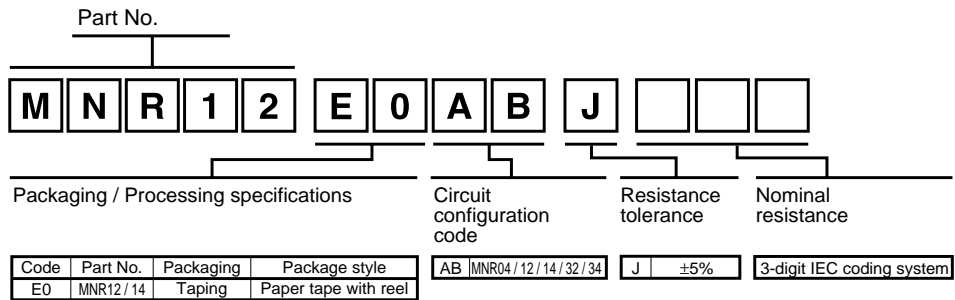 Part No.
M N R 1 2 E 0 A B J
Packaging / Processing specifications
Circuit configuration code
Resistance tolerance
Nominal resistance
Code Part No. Packaging Package style
E0 MNR12 / 14 Taping Paper tape with reel
AB MNR04 / 12 / 14 / 32 / 34
J ±5%
3-digit IEC coding system